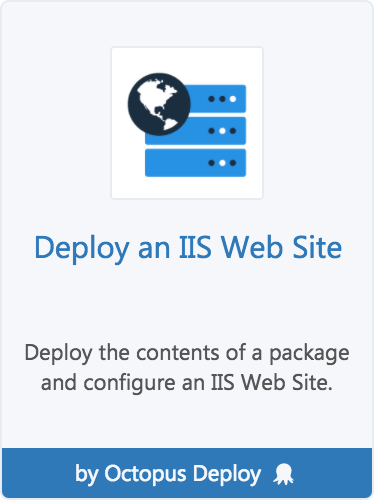 Deploy an IIS Web Site
Deploy the contents of a package
and configure an IIS Web Site.
by Octopus Deploy